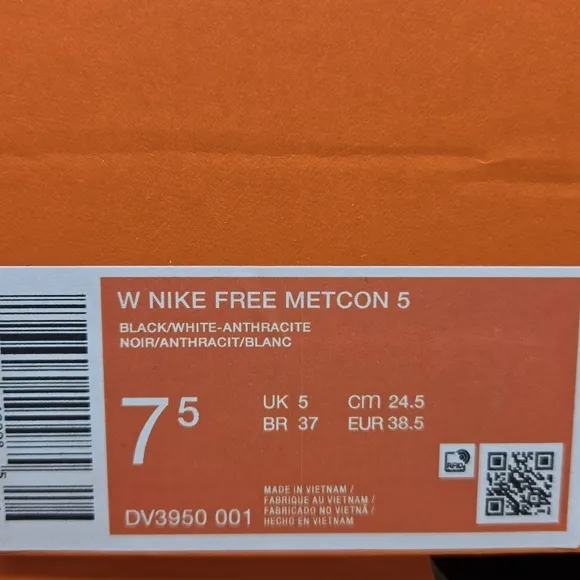 W NIKE FREE METCON 5
BLACK/WHITE-ANTHRACITE
NOIR/ANTHRACIT/BLANC
7 5
UK 5 cm 24.5
BR 37 EUR 38.5
RFID
MADE IN VIETNAM /
FABRIQUE AU VIETNAM /
FABRICADO NO VIETNÃ /
HECHO EN VIETNAM
DV3950 001